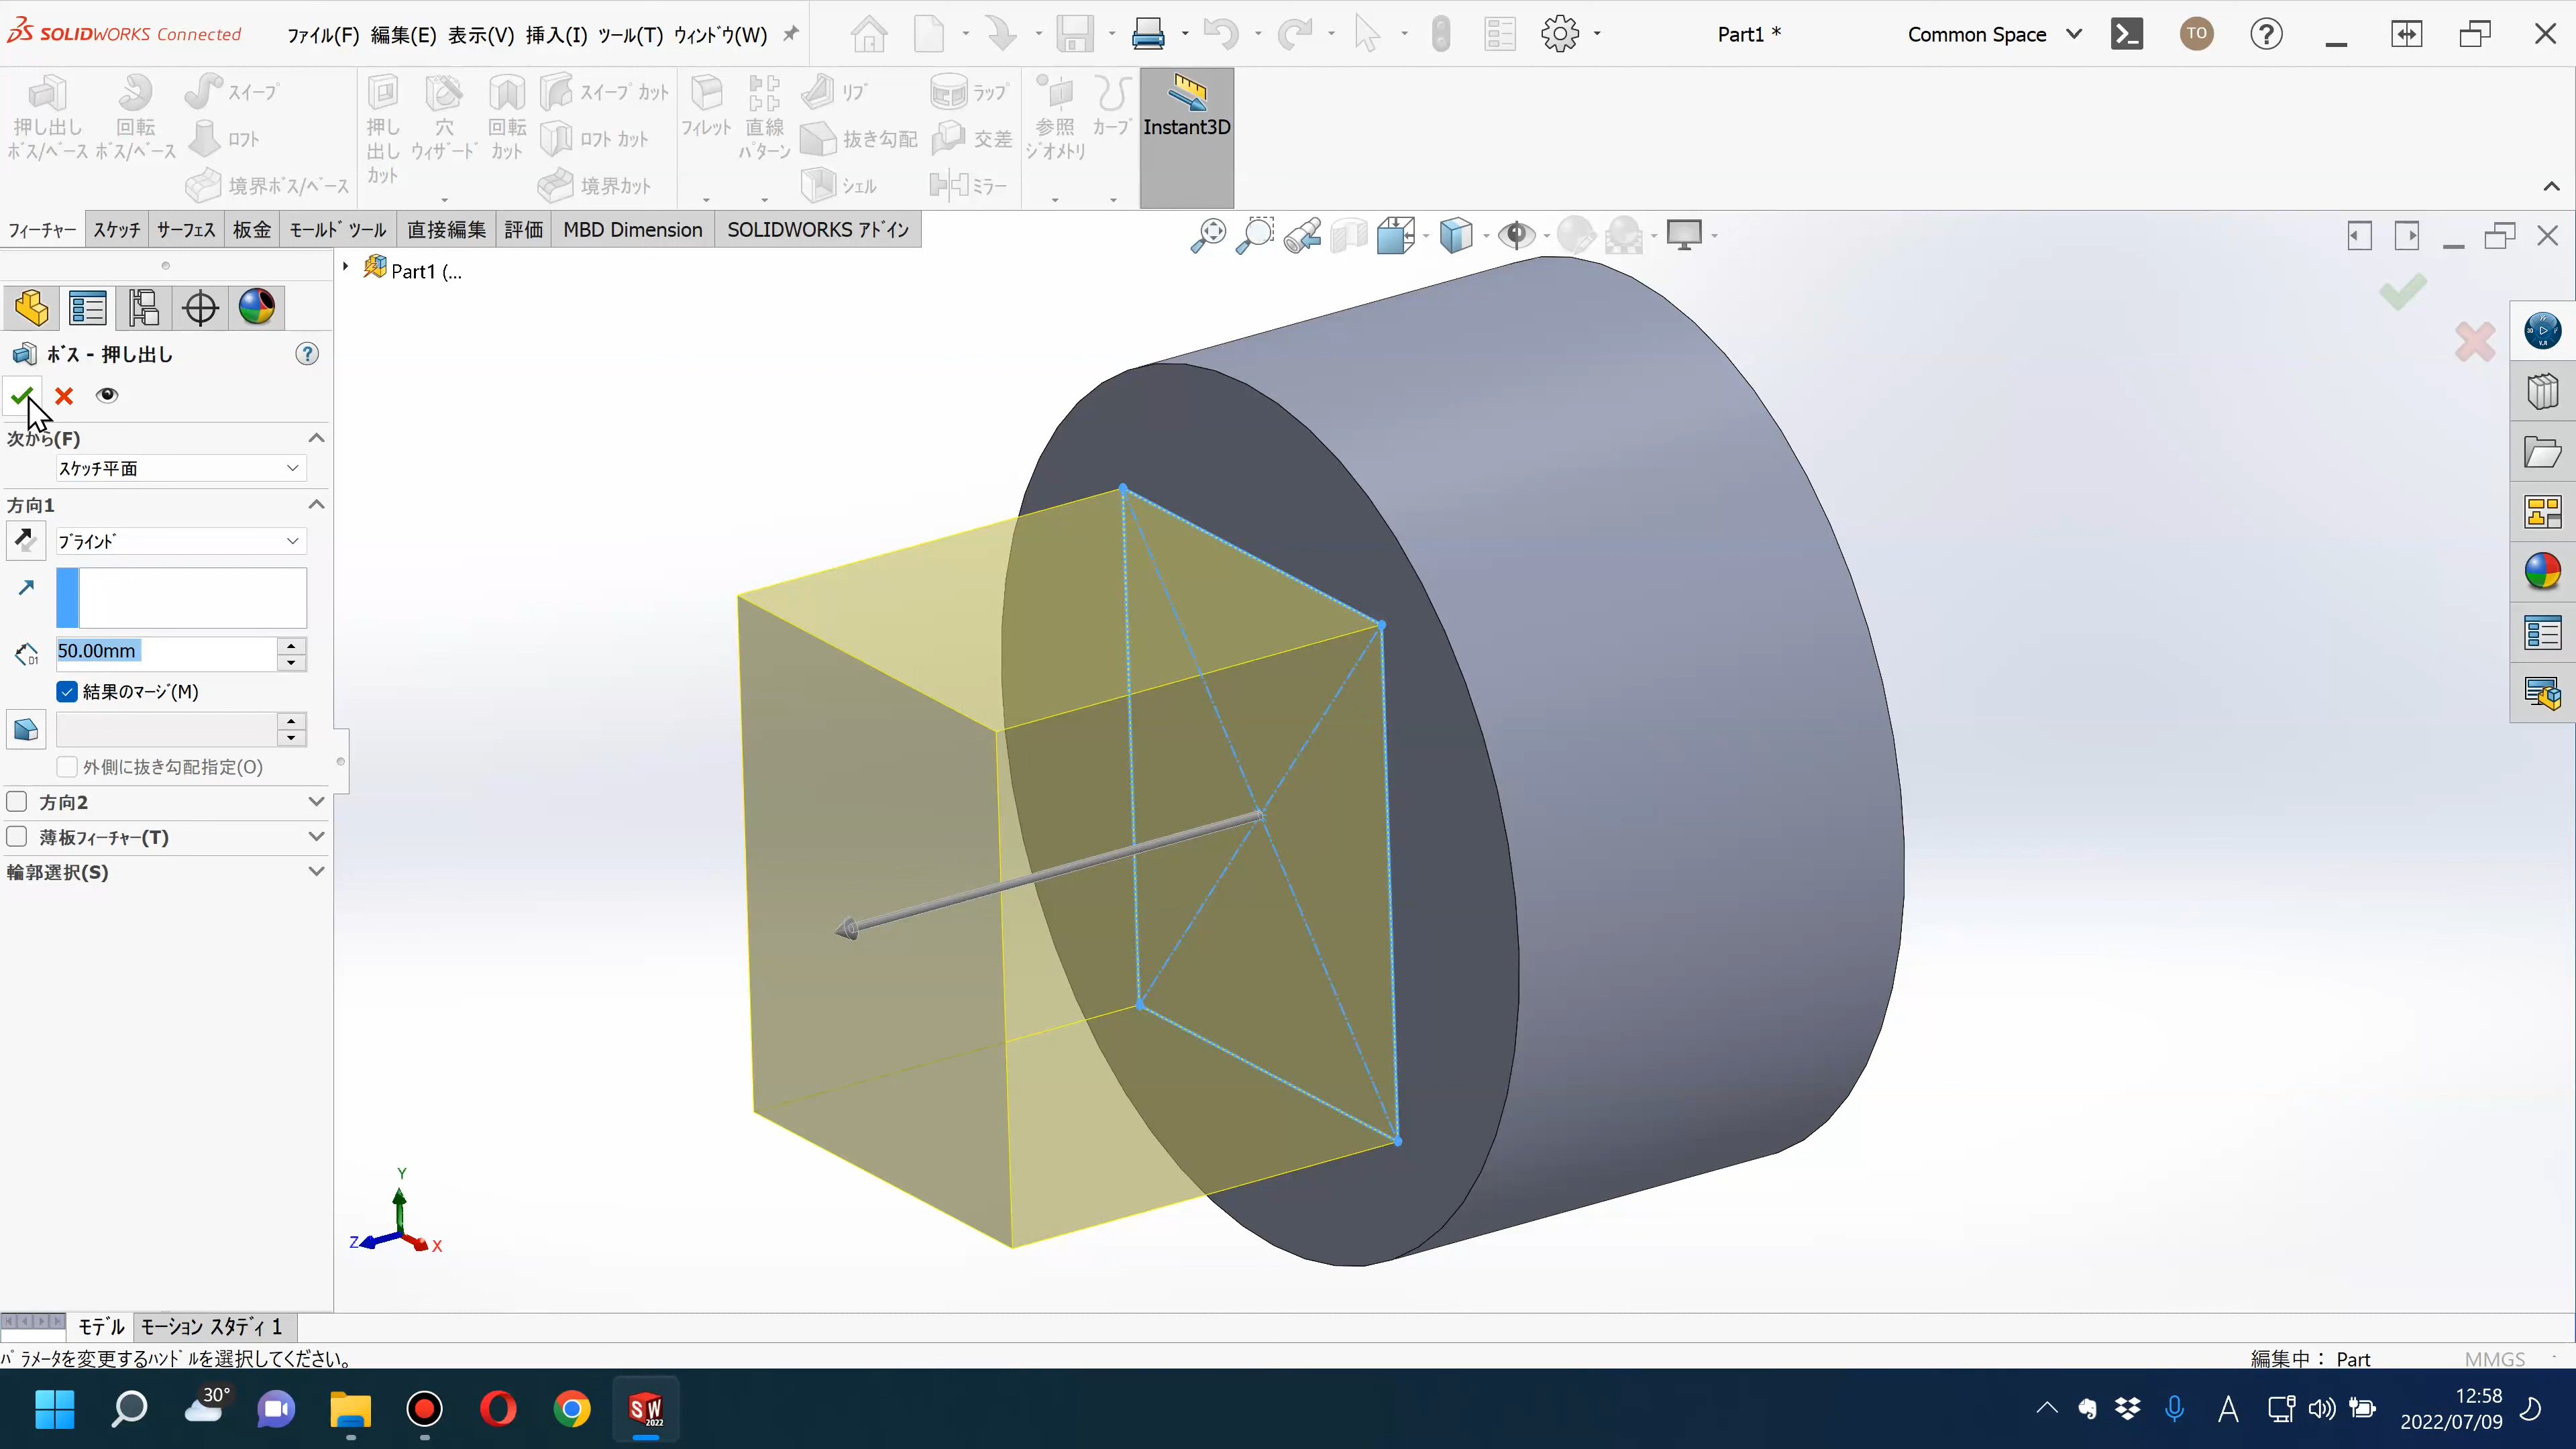 SOLIDWORKS Connected ファイル(F) 編集(E) 表示(V) 挿入(I) ツール(T) ウィンドウ(W) Part1 * Common Space TO
押し出し ボス/ベース
回転 ボス/ベース
スイープ
ロフト
境界ボス/ベース
押し 出し カット
穴 ウィザード
回転 カット
スイープ カット
ロフト カット
境界カット
フィレット
直線 パターン
リブ
抜き勾配
シェル
ラップ
交差
ミラー
参照 ジオメトリ
カーブ
Instant3D
フィーチャー スケッチ サーフェス 板金 モールド ツール 直接編集 評価 MBD Dimension SOLIDWORKS アドイン
Part1 (...
ボス - 押し出し
次から(F)
スケッチ平面
方向1
ブラインド
D1 50.00mm
結果のマージ(M)
外側に抜き勾配指定(O)
方向2
薄板フィーチャー(T)
輪郭選択(S)
Y
Z X
モデル モーション スタディ 1
パラメータを変更するハンドルを選択してください。 編集中： Part MMGS
30° SW 2022 A 12:58
2022/07/09